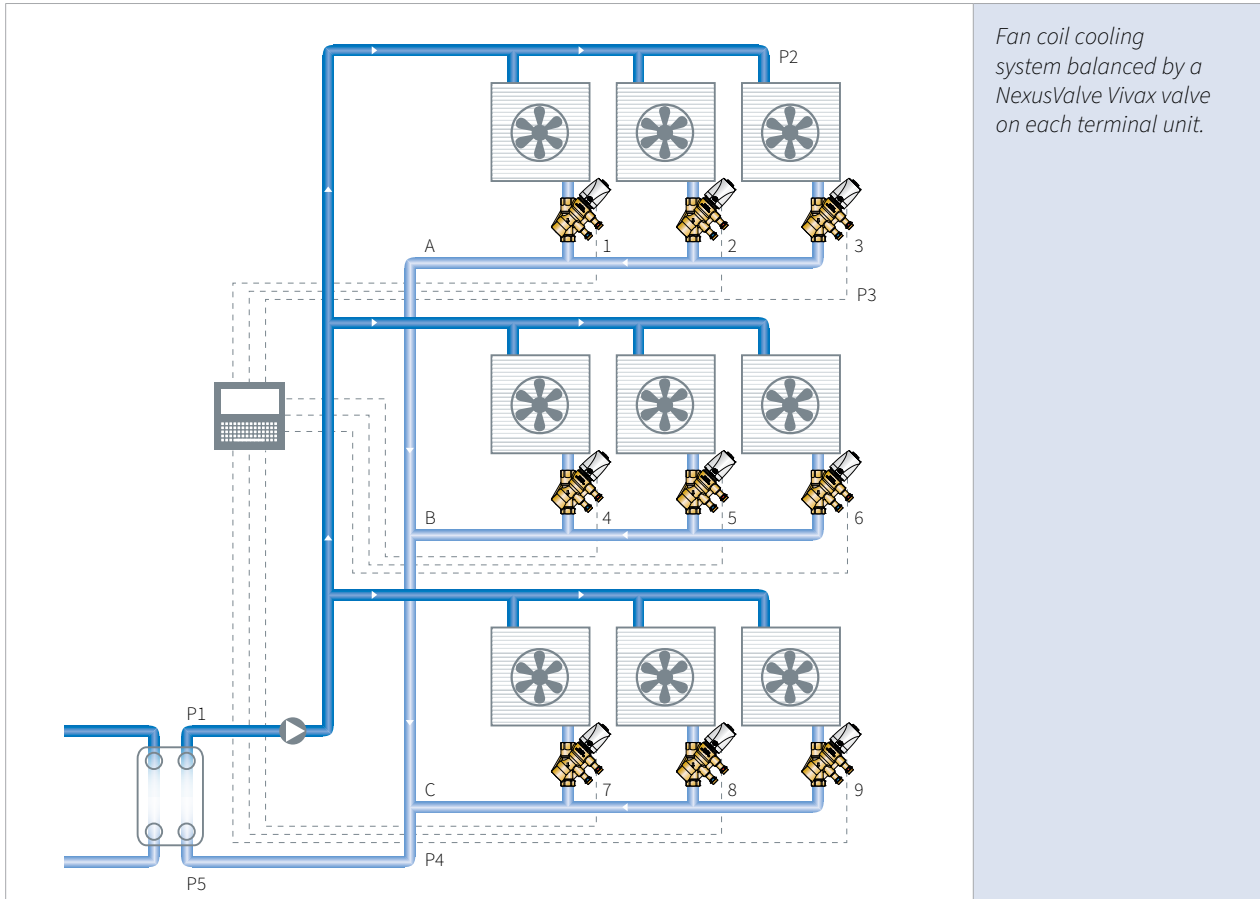 P2
Fan coil cooling
system balanced by a
NexusValve Vivax valve
on each terminal unit.
A
1
2
3
P3
B
4
5
6
P1
C
7
8
9
P4
P5